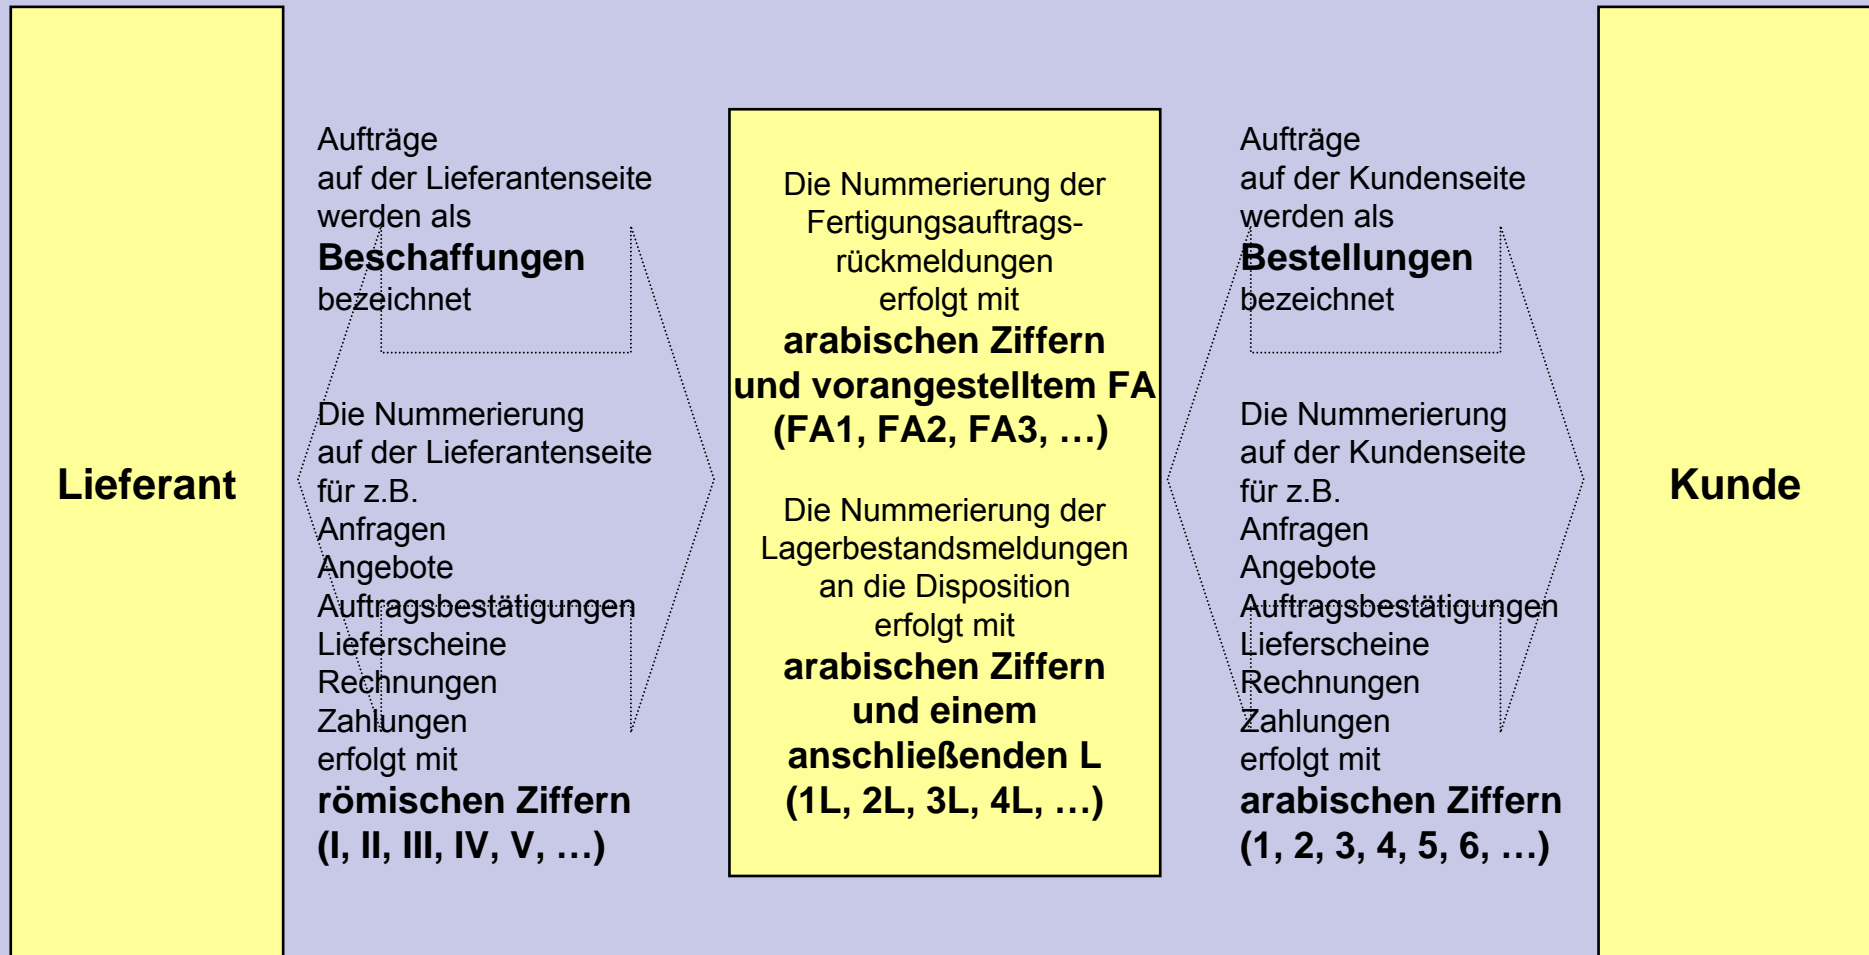 Lieferant
Aufträge
auf der Lieferantenseite
werden als
Beschaffungen
bezeichnet
Die Nummerierung
auf der Lieferantenseite
für z.B.
Anfragen
Angebote
Auftragsbestätigungen
Lieferscheine
Rechnungen
Zahlungen
erfolgt mit
römischen Ziffern
(I, II, III, IV, V, …)
Die Nummerierung der
Fertigungsauftrags-
rückmeldungen
erfolgt mit
arabischen Ziffern
und vorangestelltem FA
(FA1, FA2, FA3, …)
Die Nummerierung der
Lagerbestandsmeldungen
an die Disposition
erfolgt mit
arabischen Ziffern
und einem
anschließenden L
(1L, 2L, 3L, 4L, …)
Aufträge
auf der Kundenseite
werden als
Bestellungen
bezeichnet
Die Nummerierung
auf der Kundenseite
für z.B.
Anfragen
Angebote
Auftragsbestätigungen
Lieferscheine
Rechnungen
Zahlungen
erfolgt mit
arabischen Ziffern
(1, 2, 3, 4, 5, 6, …)
Kunde